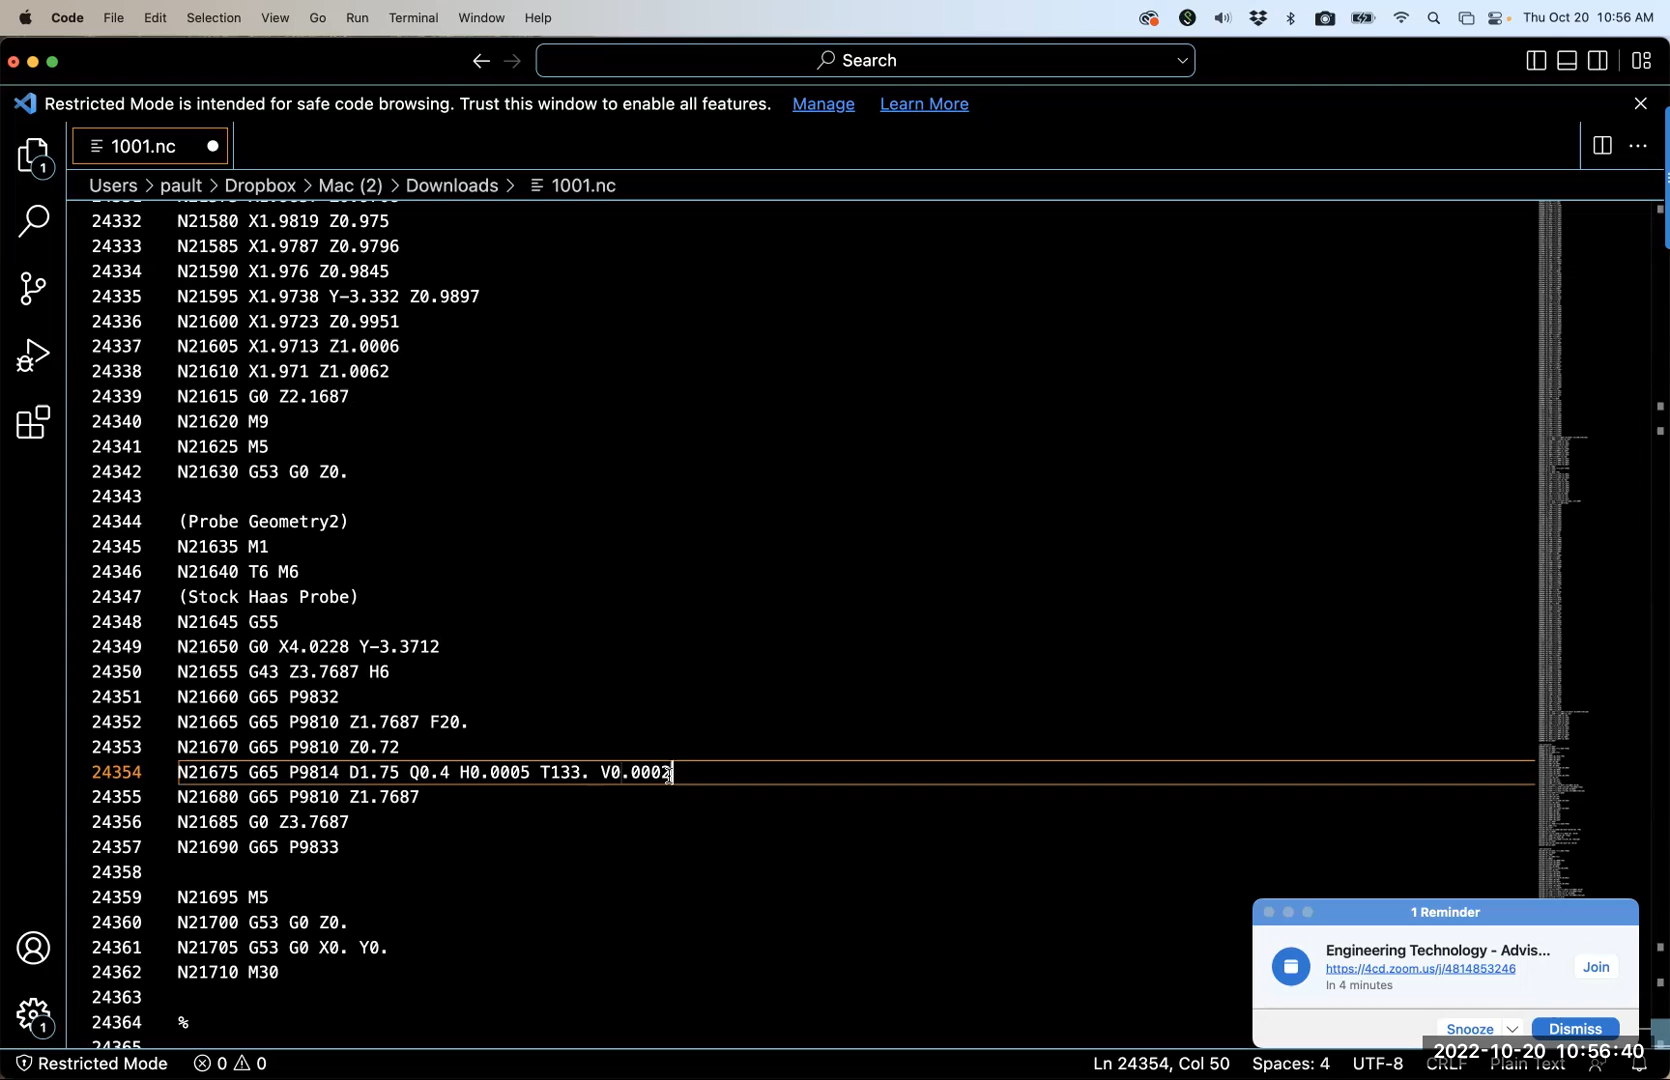 Code File Edit Selection View Go Run Terminal Window Help Thu Oct 20 10:56 AM
Search
Restricted Mode is intended for safe code browsing. Trust this window to enable all features. Manage Learn More
1001.nc
Users > pault > Dropbox > Mac (2) > Downloads > 1001.nc
24332 N21580 X1.9819 Z0.975
24333 N21585 X1.9787 Z0.9796
24334 N21590 X1.976 Z0.9845
24335 N21595 X1.9738 Y-3.332 Z0.9897
24336 N21600 X1.9723 Z0.9951
24337 N21605 X1.9713 Z1.0006
24338 N21610 X1.971 Z1.0062
24339 N21615 G0 Z2.1687
24340 N21620 M9
24341 N21625 M5
24342 N21630 G53 G0 Z0.
24343
24344 (Probe Geometry2)
24345 N21635 M1
24346 N21640 T6 M6
24347 (Stock Haas Probe)
24348 N21645 G55
24349 N21650 G0 X4.0228 Y-3.3712
24350 N21655 G43 Z3.7687 H6
24351 N21660 G65 P9832
24352 N21665 G65 P9810 Z1.7687 F20.
24353 N21670 G65 P9810 Z0.72
24354 N21675 G65 P9814 D1.75 Q0.4 H0.0005 T133. V0.0002
24355 N21680 G65 P9810 Z1.7687
24356 N21685 G0 Z3.7687
24357 N21690 G65 P9833
24358
24359 N21695 M5
24360 N21700 G53 G0 Z0.
24361 N21705 G53 G0 X0. Y0.
24362 N21710 M30
24363
24364 %
24365
1
1
1 Reminder
Engineering Technology - Advis...
https://4cd.zoom.us/j/4814853246
In 4 minutes
Join
Snooze Dismiss
2022-10-20 10:56:40
Restricted Mode 0 0 Ln 24354, Col 50 Spaces: 4 UTF-8 CRLF Plain Text